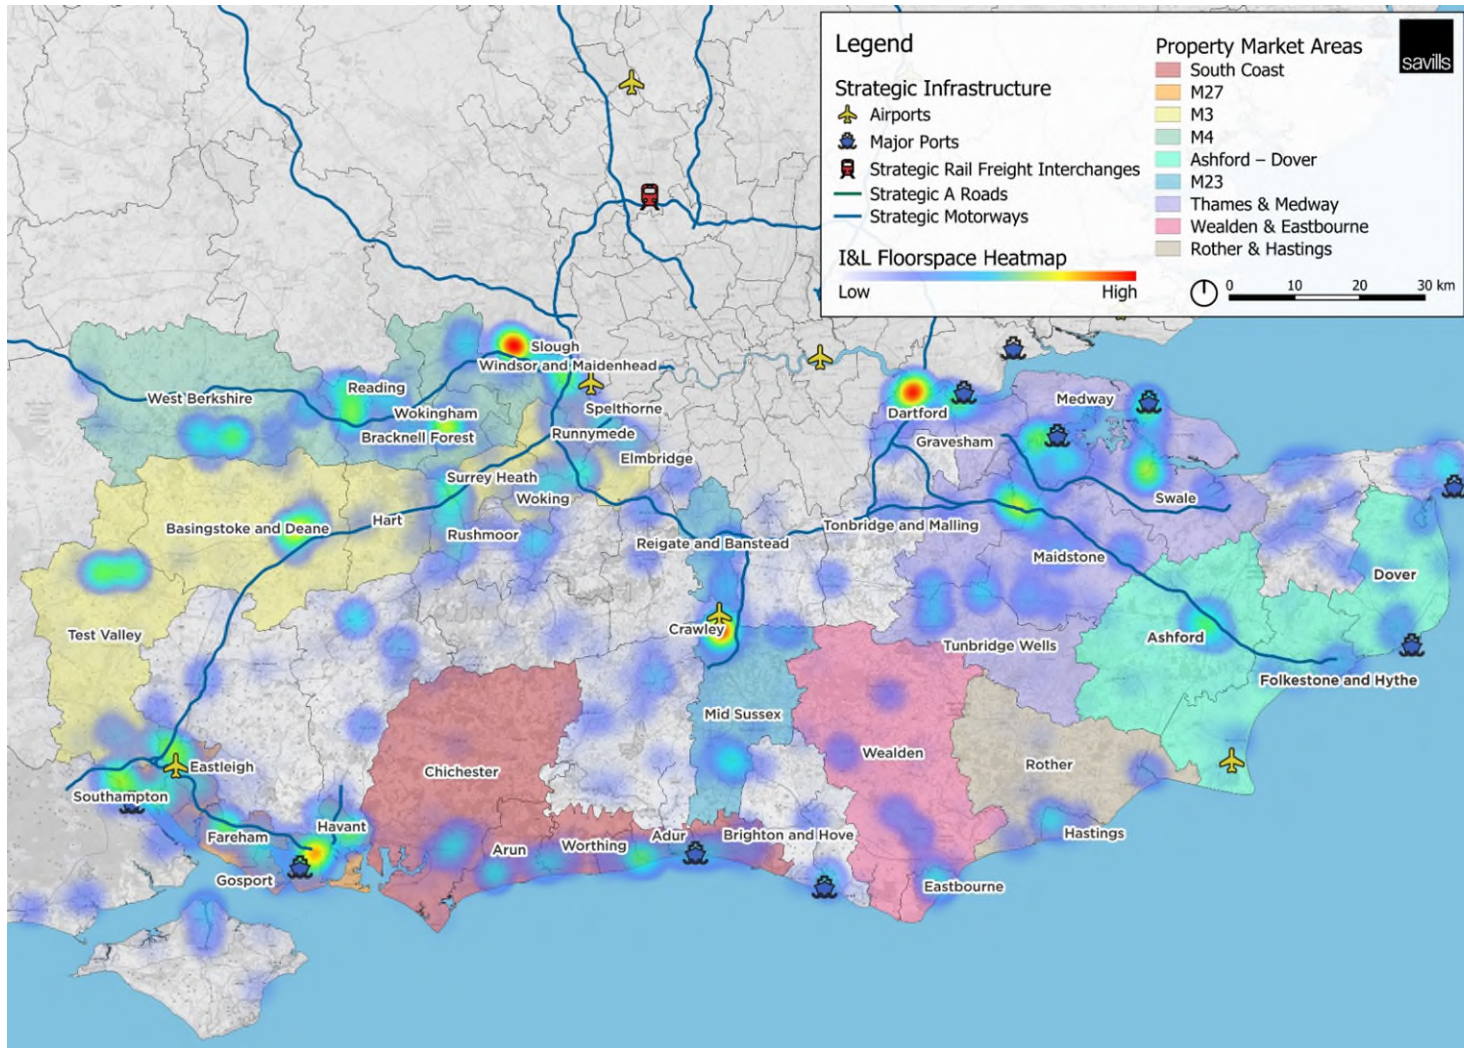 Legend
Strategic Infrastructure
Airports
Major Ports
Strategic Rail Freight Interchanges
Strategic A Roads
Strategic Motorways
I&L Floorspace Heatmap
Low High
Property Market Areas
South Coast
M27
M3
M4
Ashford – Dover
M23
Thames & Medway
Wealden & Eastbourne
Rother & Hastings
savills
0 10 20 30 km
Slough
Windsor and Maidenhead
Reading
West Berkshire
Wokingham
Spelthorne
Bracknell Forest
Runnymede
Dartford
Medway
Gravesham
Elmbridge
Surrey Heath
Woking
Swale
Basingstoke and Deane
Hart
Rushmoor
Reigate and Banstead
Tonbridge and Malling
Maidstone
Dover
Test Valley
Crawley
Ashford
Tunbridge Wells
Folkestone and Hythe
Mid Sussex
Wealden
Rother
Eastleigh
Chichester
Southampton
Fareham
Havant
Arun
Worthing
Adur
Brighton and Hove
Hastings
Gosport
Eastbourne